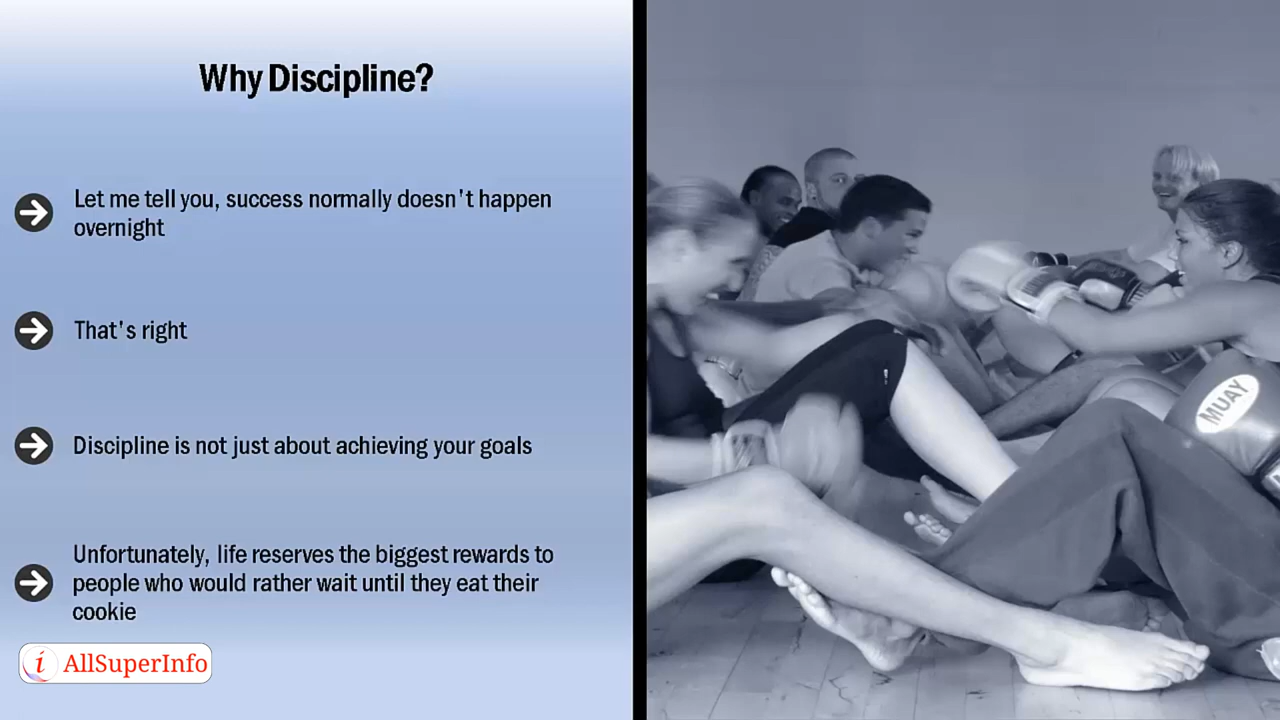 Why Discipline?
Let me tell you, success normally doesn't happen
overnight
That's right
Discipline is not just about achieving your goals
Unfortunately, life reserves the biggest rewards to
people who would rather wait until they eat their
cookie
i AllSuperInfo
MUAY